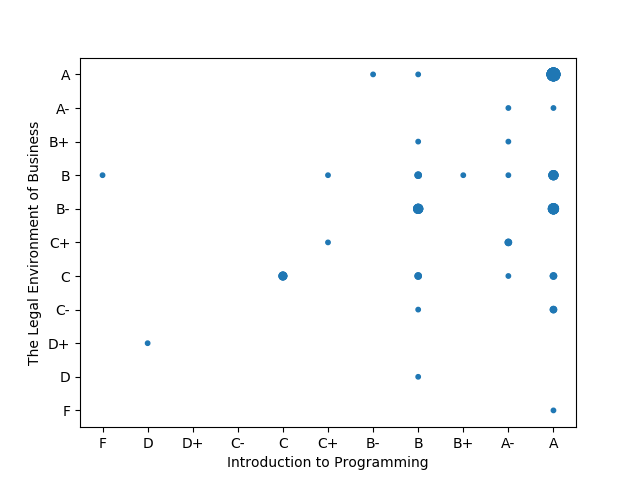 The Legal Environment of Business
A
A-
B+
B
B-
C+
C
C-
D+
D
F
F D D+ C- C C+ B- B B+ A- A
Introduction to Programming